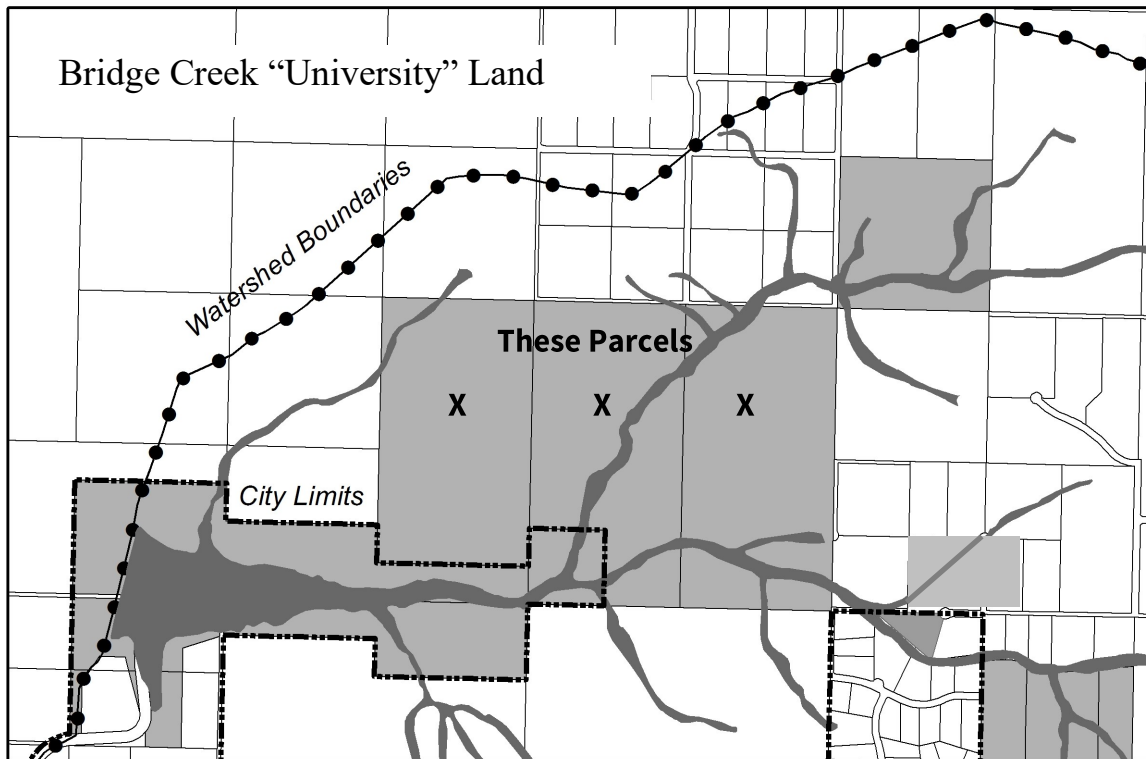 Bridge Creek “University” Land
Watershed Boundaries
These Parcels
X X X
City Limits